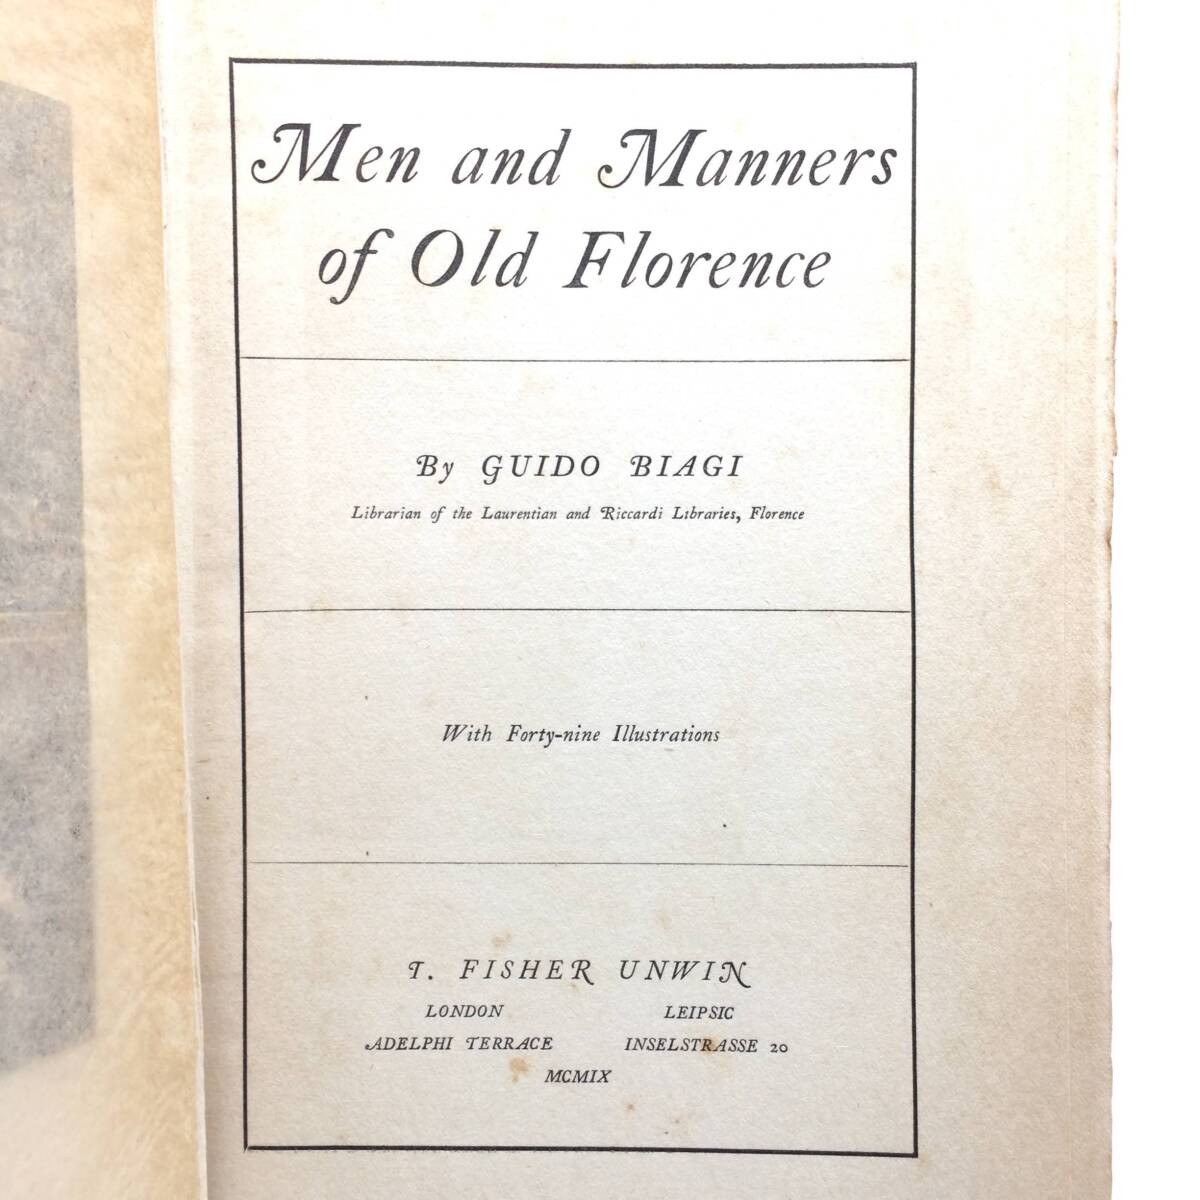 Men and Manners
of Old Florence
By GUIDO BIAGI
Librarian of the Laurentian and Riccardi Libraries, Florence
With Forty-nine Illustrations
T. FISHER UNWIN
LONDON LEIPSIC
ADELPHI TERRACE INSELSTRASSE 20
MCMIX